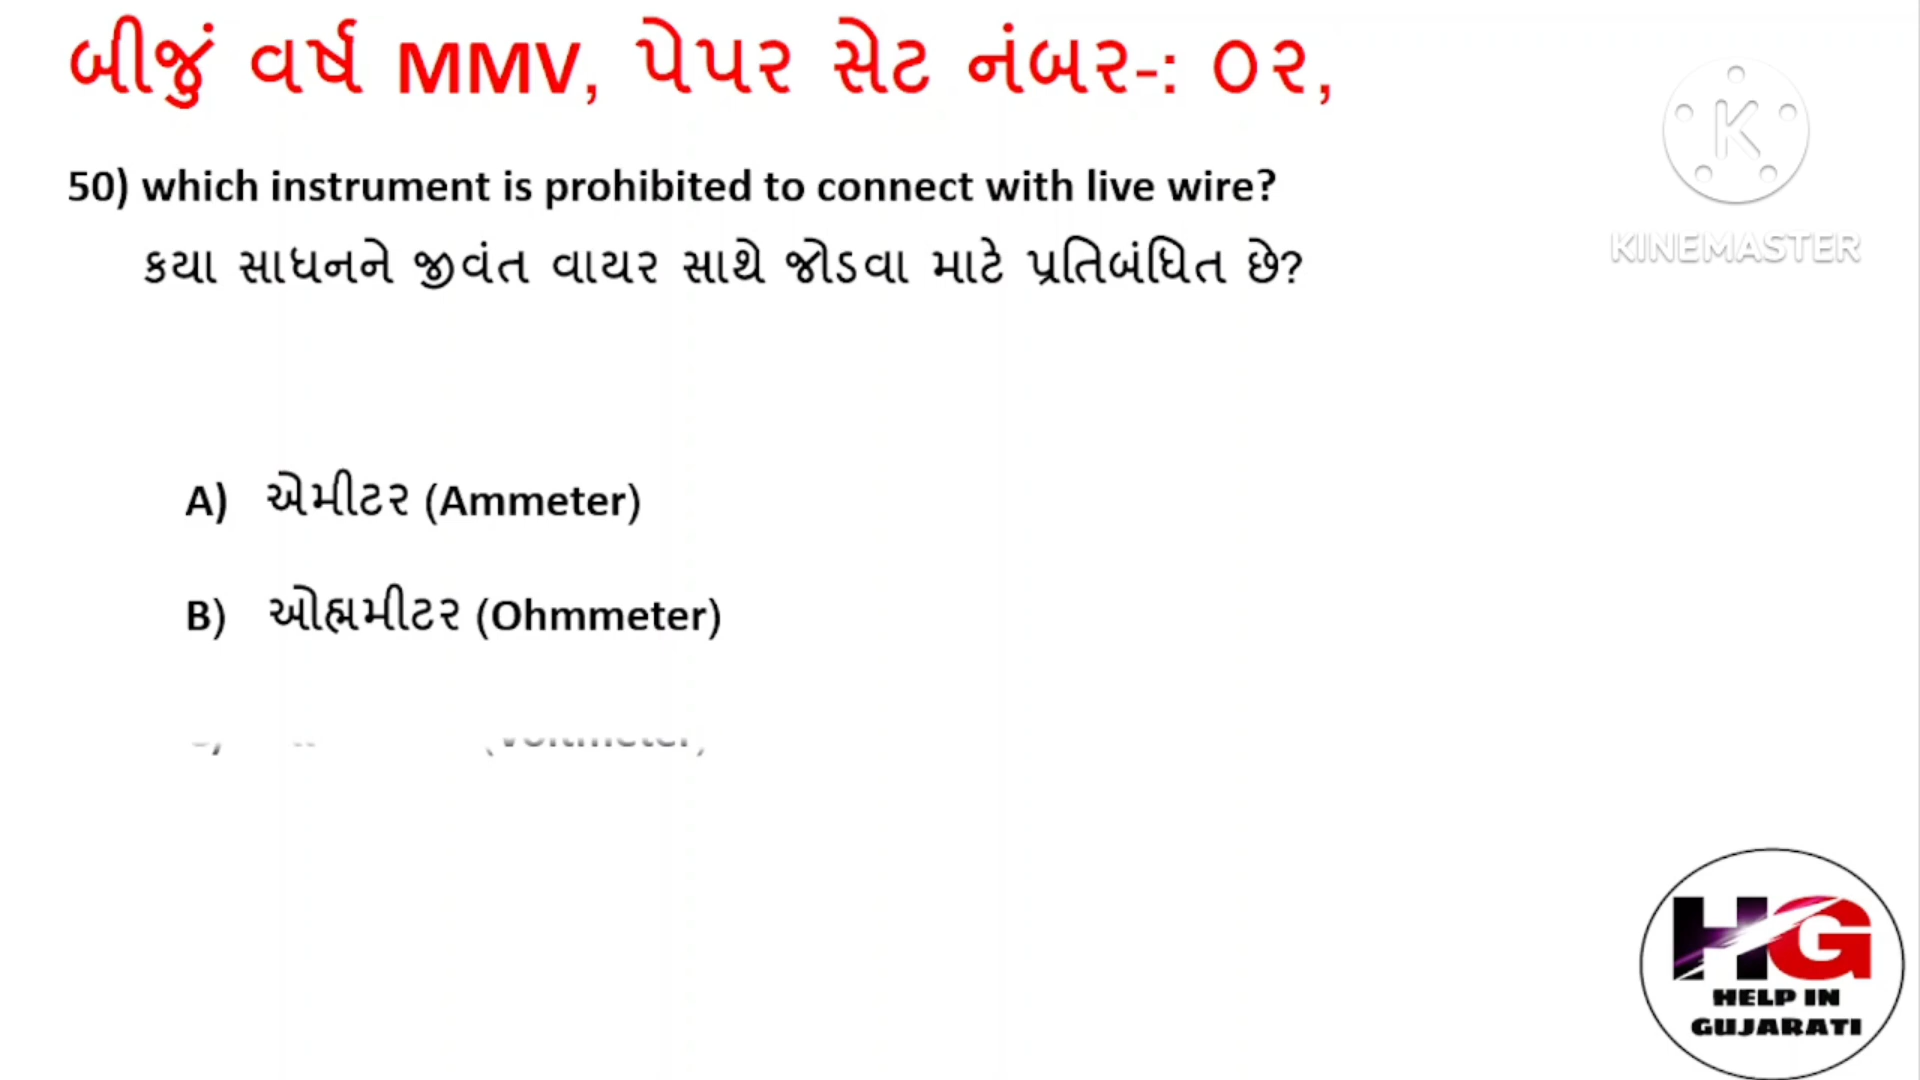 બીજું વર્ષ MMV, પેપર સેટ નંબર-: ૦૨,
50) which instrument is prohibited to connect with live wire?
કયા સાધનને જીવંત વાયર સાથે જોડવા માટે પ્રતિબંધિત છે?
A) એમીટર (Ammeter)
B) ઓહ્મમીટર (Ohmmeter)
(Voltmeter)
K
KINEMASTER
HG
HELP IN
GUJARATI